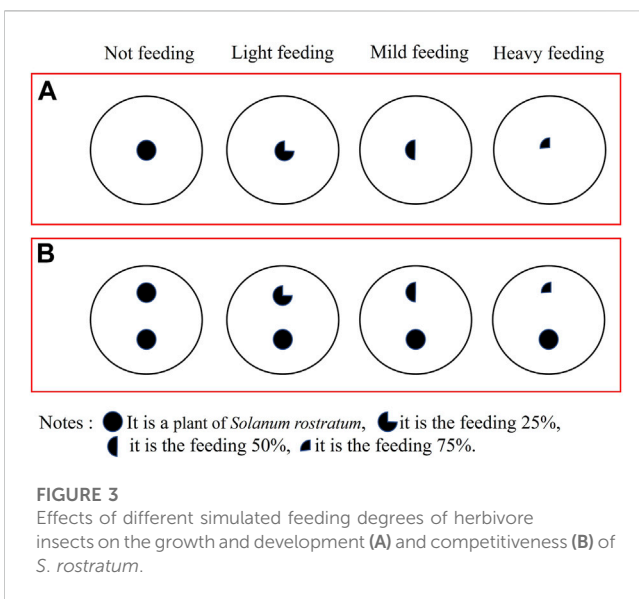 Not feeding Light feeding Mild feeding Heavy feeding
A
B
Notes : It is a plant of Solanum rostratum, it is the feeding 25%,
it is the feeding 50%, it is the feeding 75%.
FIGURE 3
Effects of different simulated feeding degrees of herbivore
insects on the growth and development (A) and competitiveness (B) of
S. rostratum.